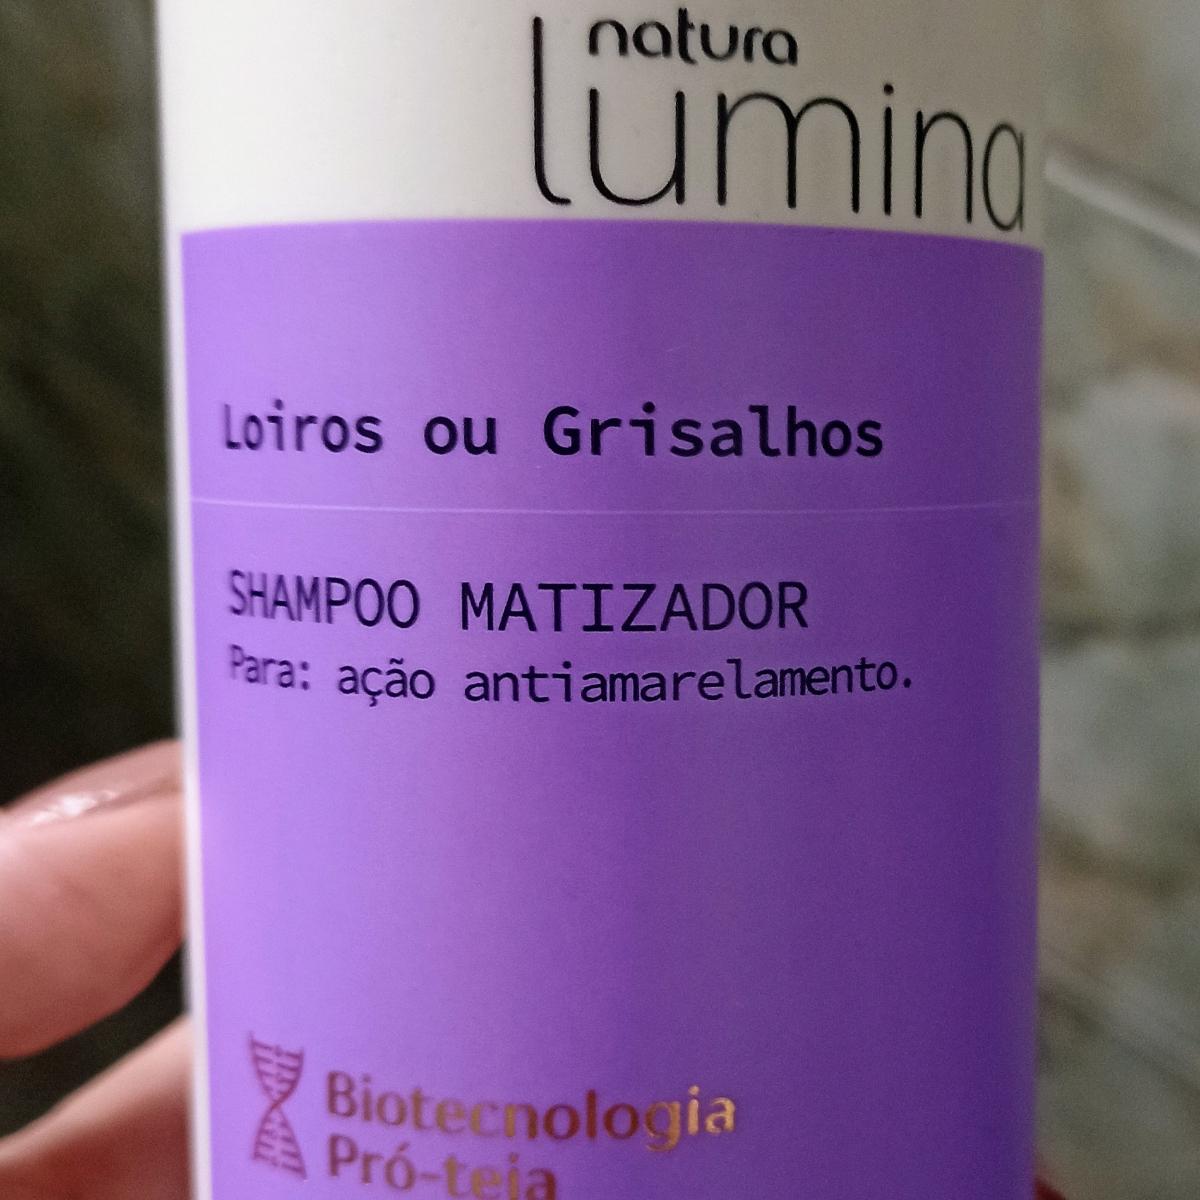 natura
lumina
Loiros ou Grisalhos
SHAMPOO MATIZADOR
Para: ação antiamarelamento.
Biotecnologia
Pró-teia